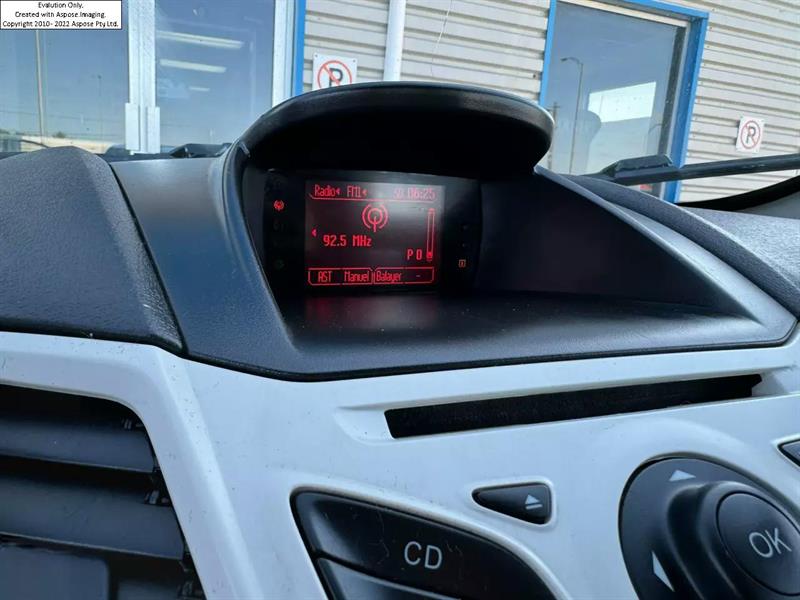 Evalution Only.
Created with Aspose.Imaging.
Copyright 2010- 2022 Aspose Pty Ltd.
P
P
Radio FM1 06:25
92.5 MHz
P 0
AST Manuel Balayer -
CD
OK